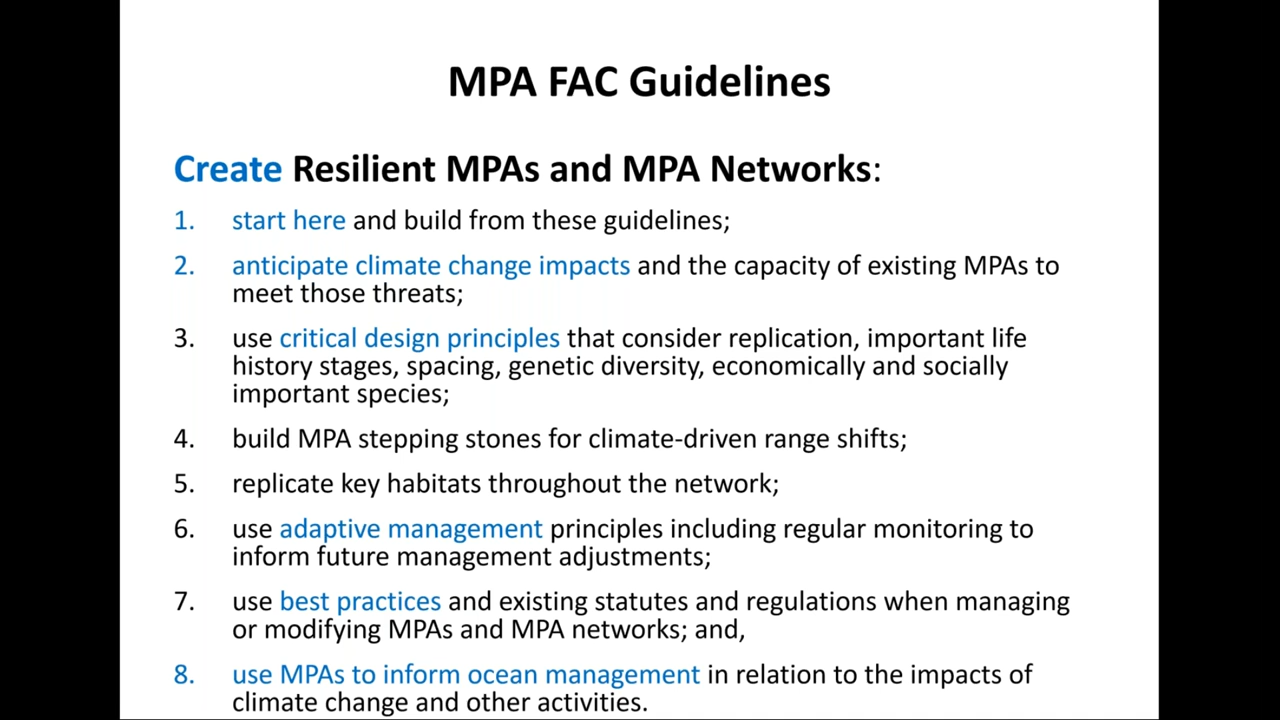 MPA FAC Guidelines
Create Resilient MPAs and MPA Networks:
1. start here and build from these guidelines;
2. anticipate climate change impacts and the capacity of existing MPAs to
meet those threats;
3. use critical design principles that consider replication, important life
history stages, spacing, genetic diversity, economically and socially
important species;
4. build MPA stepping stones for climate-driven range shifts;
5. replicate key habitats throughout the network;
6. use adaptive management principles including regular monitoring to
inform future management adjustments;
7. use best practices and existing statutes and regulations when managing
or modifying MPAs and MPA networks; and,
8. use MPAs to inform ocean management in relation to the impacts of
climate change and other activities.